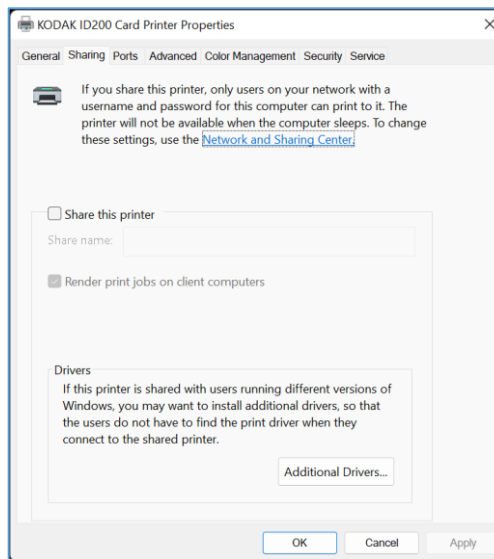 KODAK ID200 Card Printer Properties
General Sharing Ports Advanced Color Management Security Service
If you share this printer, only users on your network with a
username and password for this computer can print to it. The
printer will not be available when the computer sleeps. To change
these settings, use the Network and Sharing Center.
Share this printer
Share name:
Render print jobs on client computers
Drivers
If this printer is shared with users running different versions of
Windows, you may want to install additional drivers, so that
the users do not have to find the print driver when they
connect to the shared printer.
Additional Drivers...
OK Cancel Apply